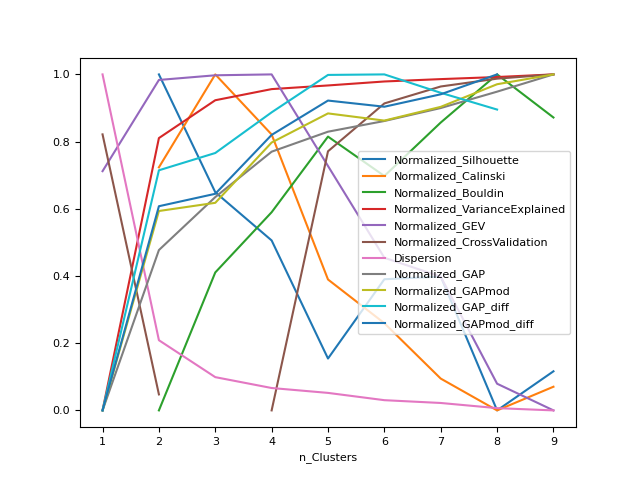 1.0
0.8
0.6
0.4
0.2
0.0
Normalized_Silhouette
Normalized_Calinski
Normalized_Bouldin
Normalized_VarianceExplained
Normalized_GEV
Normalized_CrossValidation
Dispersion
Normalized_GAP
Normalized_GAPmod
Normalized_GAP_diff
Normalized_GAPmod_diff
1 2 3 4 5 6 7 8 9
n_Clusters